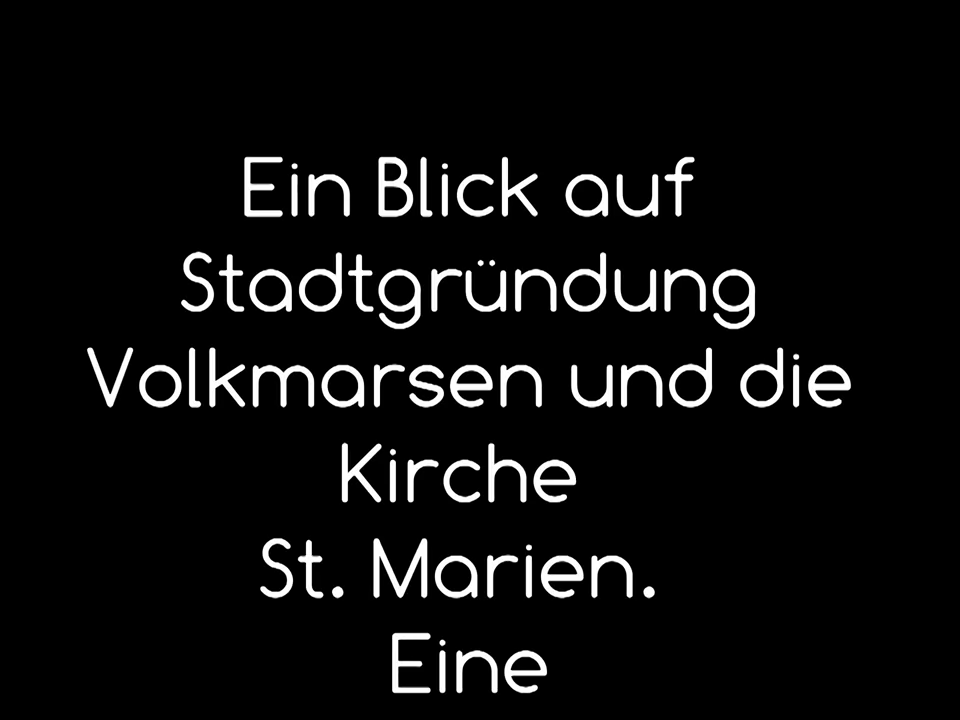 Ein Blick auf
Stadtgründung
Volkmarsen und die
Kirche
St. Marien.
Eine